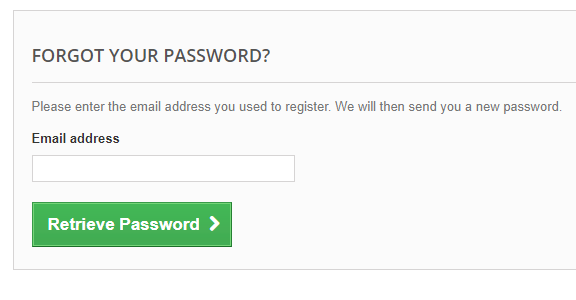 FORGOT YOUR PASSWORD?
Please enter the email address you used to register. We will then send you a new password.
Email address
Retrieve Password